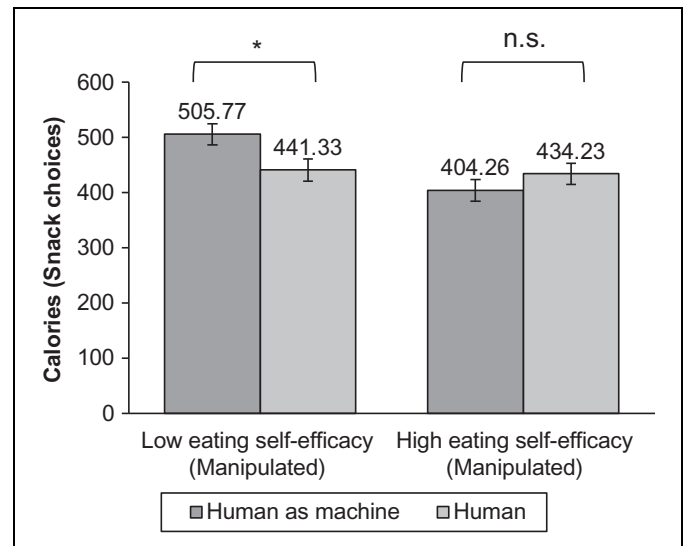 * n.s.
600
505.77
500
441.33 434.23
404.26
400
300
200
100
0
Calories (Snack choices)
Low eating self-efficacy High eating self-efficacy
(Manipulated) (Manipulated)
Human as machine Human